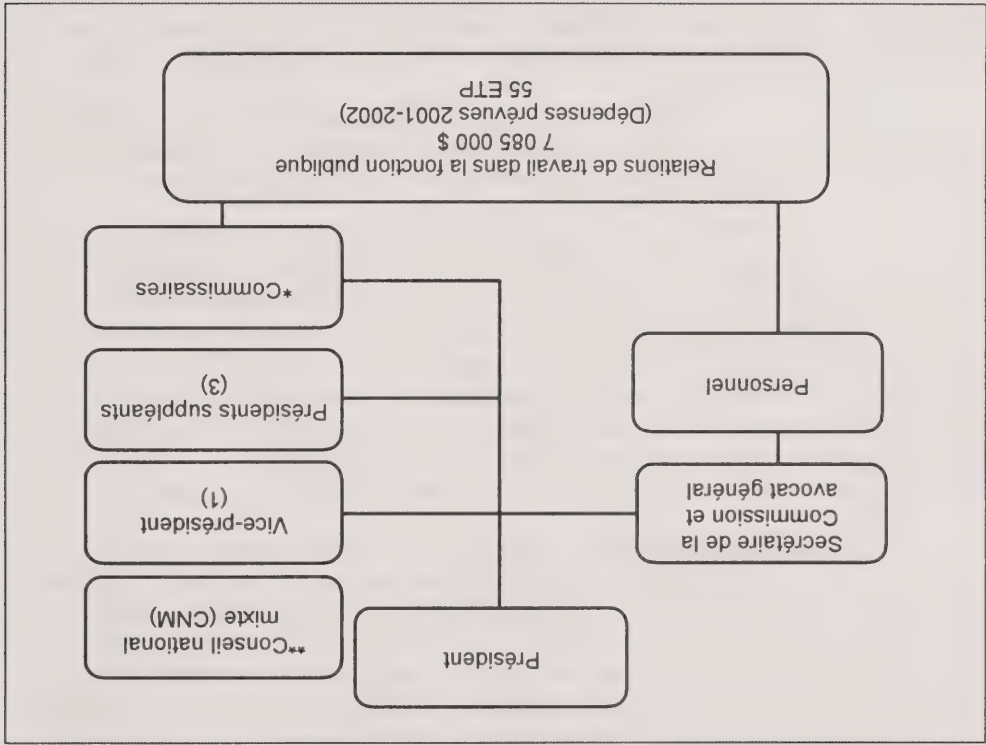 Président
**Conseil national
mixte (CNM)
Secrétaire de la
Commission et
avocat général
Vice-président
(1)
Personnel
Présidents suppléants
(3)
*Commissaires
Relations de travail dans la fonction publique
7 085 000 $
(Dépenses prévues 2001-2002)
55 ETP